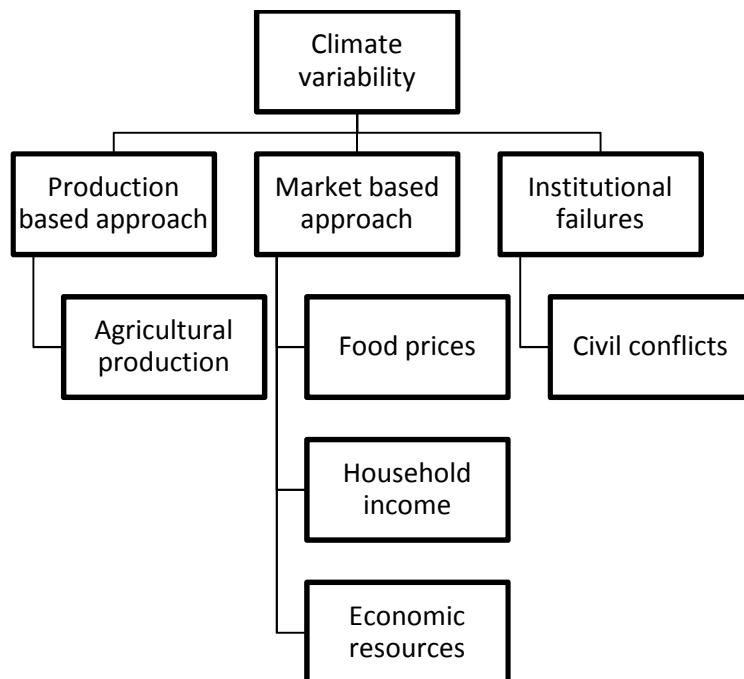 Climate
variability
Production
based approach
Market based
approach
Institutional
failures
Agricultural
production
Food prices
Civil conflicts
Household
income
Economic
resources